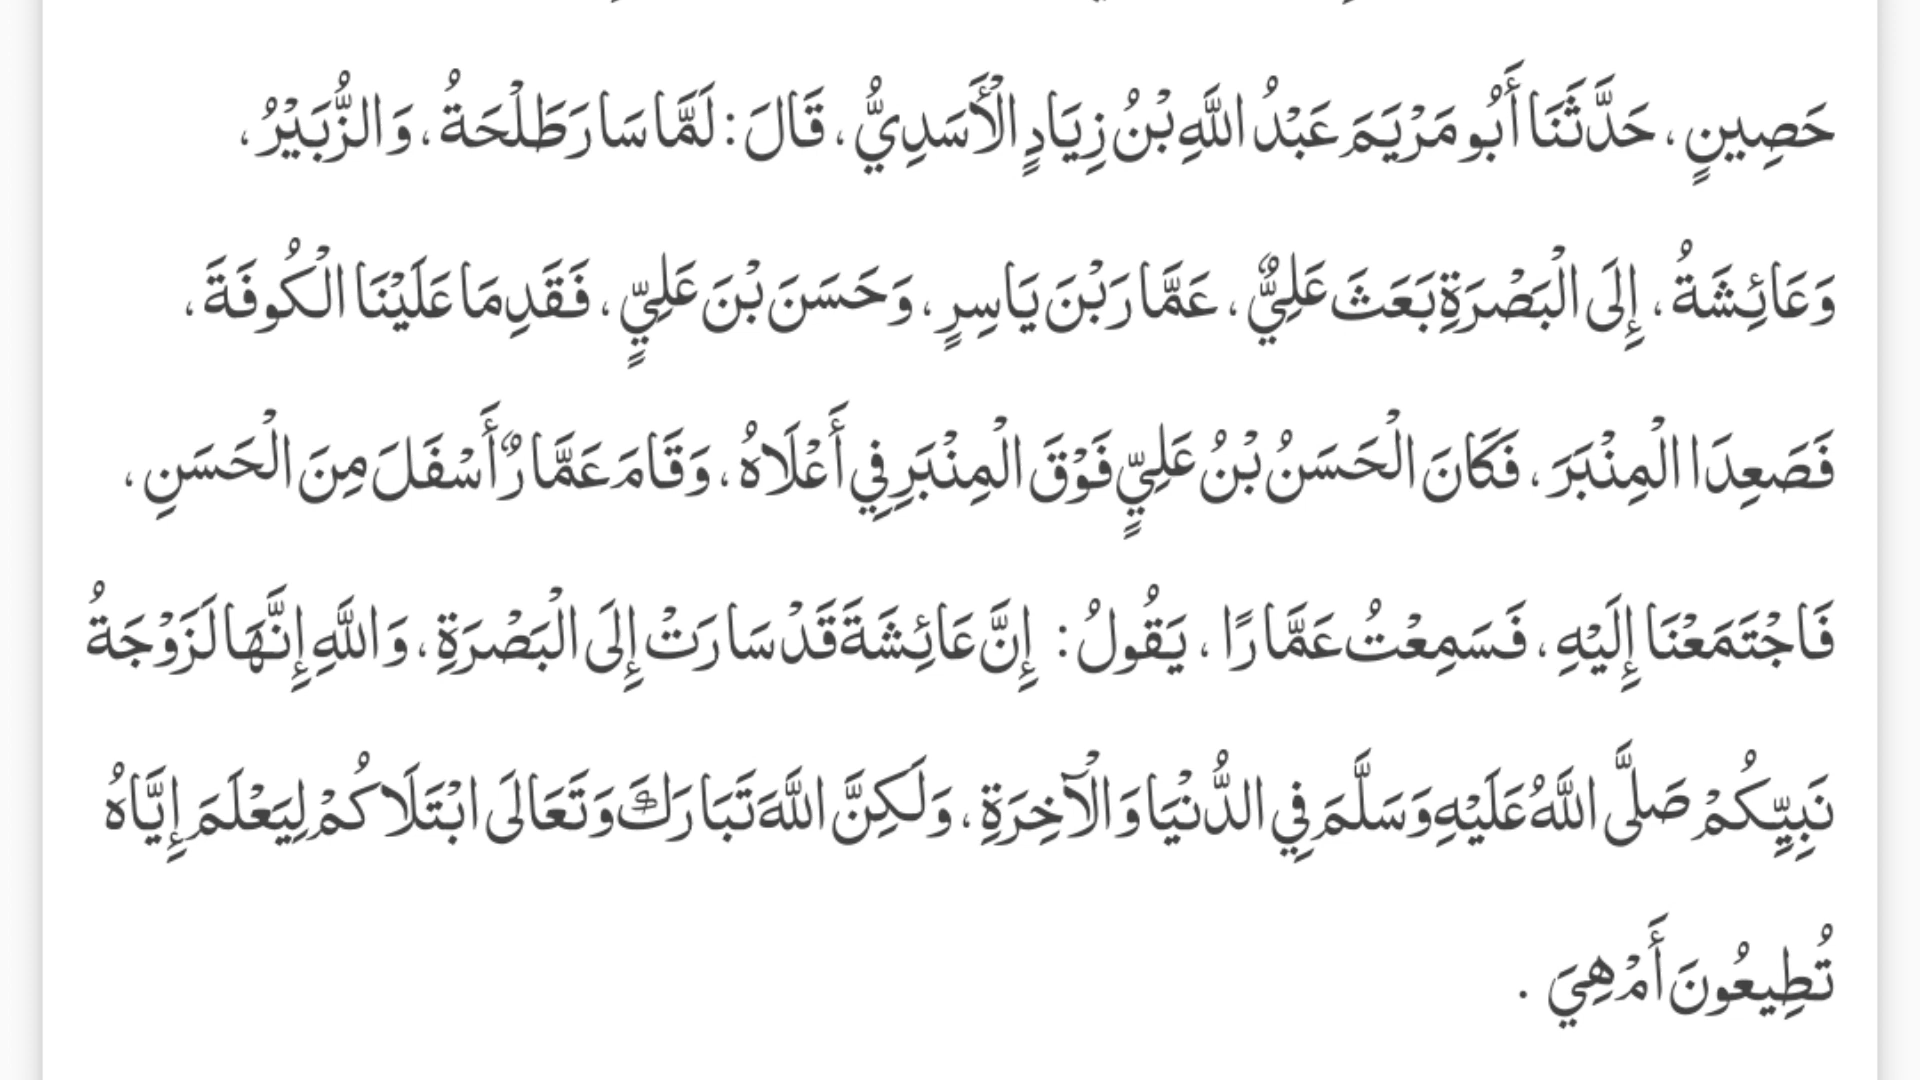 حَصِينٍ ، حَدَّثَنَا أَبُو مَرْيَمَ عَبْدُ اللَّهِ بْنُ زِيَادٍ الْأَسَدِيُّ ، قَالَ : لَمَّا سَارَ طَلْحَةُ ، وَالزُّبَيْرُ ،
وَعَائِشَةُ ، إِلَى الْبَصْرَةِ بَعَثَ عَلِيٌّ ، عَمَّارَ بْنَ يَاسِرٍ ، وَحَسَنَ بْنَ عَلِيٍّ ، فَقَدِمَا عَلَيْنَا الْكُوفَةَ ،
فَصَعِدَا الْمِنْبَرَ ، فَكَانَ الْحَسَنُ بْنُ عَلِيٍّ فَوْقَ الْمِنْبَرِ فِي أَعْلَاهُ ، وَقَامَ عَمَّارٌ أَسْفَلَ مِنَ الْحَسَنِ ،
فَاجْتَمَعْنَا إِلَيْهِ ، فَسَمِعْتُ عَمَّارًا ، يَقُولُ : إِنَّ عَائِشَةَ قَدْ سَارَتْ إِلَى الْبَصْرَةِ ، وَاللَّهِ إِنَّهَا لَزَوْجَةُ
نَبِيِّكُمْ صَلَّى اللَّهُ عَلَيْهِ وَسَلَّمَ فِي الدُّنْيَا وَالْآخِرَةِ ، وَلَكِنَّ اللَّهَ تَبَارَكَ وَتَعَالَى ابْتَلَاكُمْ لِيَعْلَمَ إِيَّاهُ
تُطِيعُونَ أَمْ هِيَ .